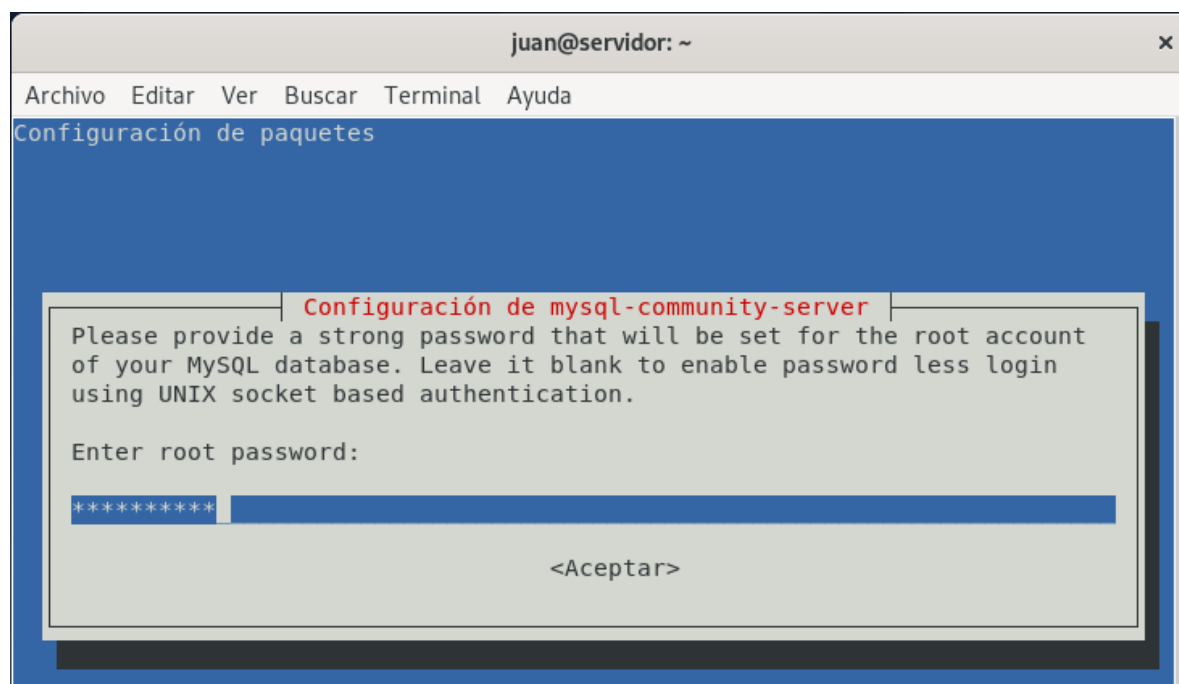 juan@servidor: ~
×
Archivo Editar Ver Buscar Terminal Ayuda
Configuración de paquetes
Configuración de mysql-community-server
Please provide a strong password that will be set for the root account
of your MySQL database. Leave it blank to enable password less login
using UNIX socket based authentication.
Enter root password:
**********
<Aceptar>